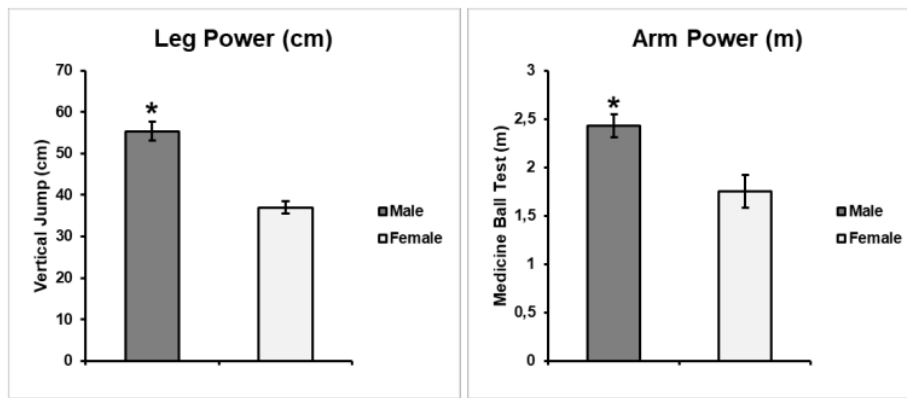 Leg Power (cm)
Vertical Jump (cm)
70
60
50
40
30
20
10
0
*
Male
Female
Arm Power (m)
Medicine Ball Test (m)
3
2,5
2
1,5
1
0,5
0
*
Male
Female